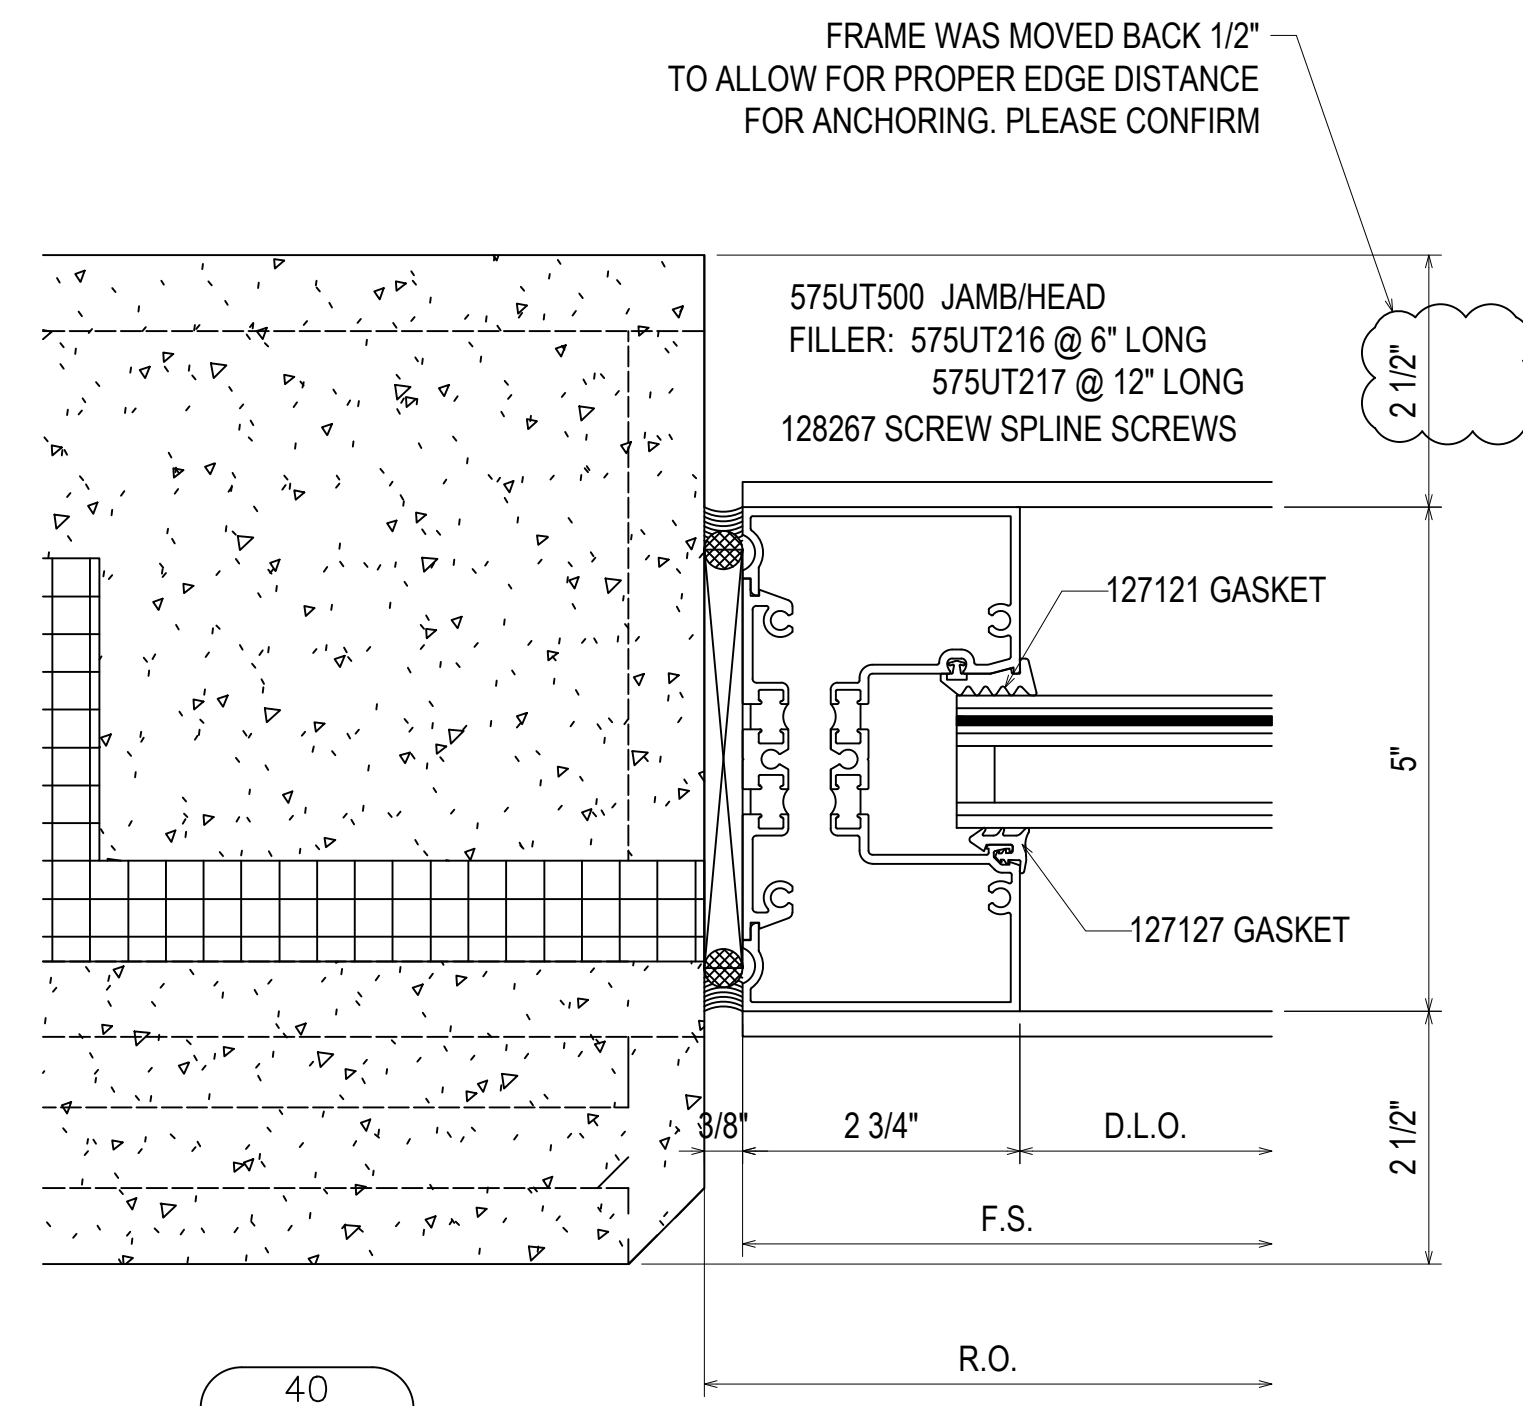 FRAME WAS MOVED BACK 1/2"
TO ALLOW FOR PROPER EDGE DISTANCE
FOR ANCHORING. PLEASE CONFIRM
575UT500 JAMB/HEAD
FILLER: 575UT216 @ 6" LONG
575UT217 @ 12" LONG
128267 SCREW SPLINE SCREWS
2 1/2"
127121 GASKET
5"
127127 GASKET
3/8"
2 3/4"
D.L.O.
2 1/2"
F.S.
R.O.
40